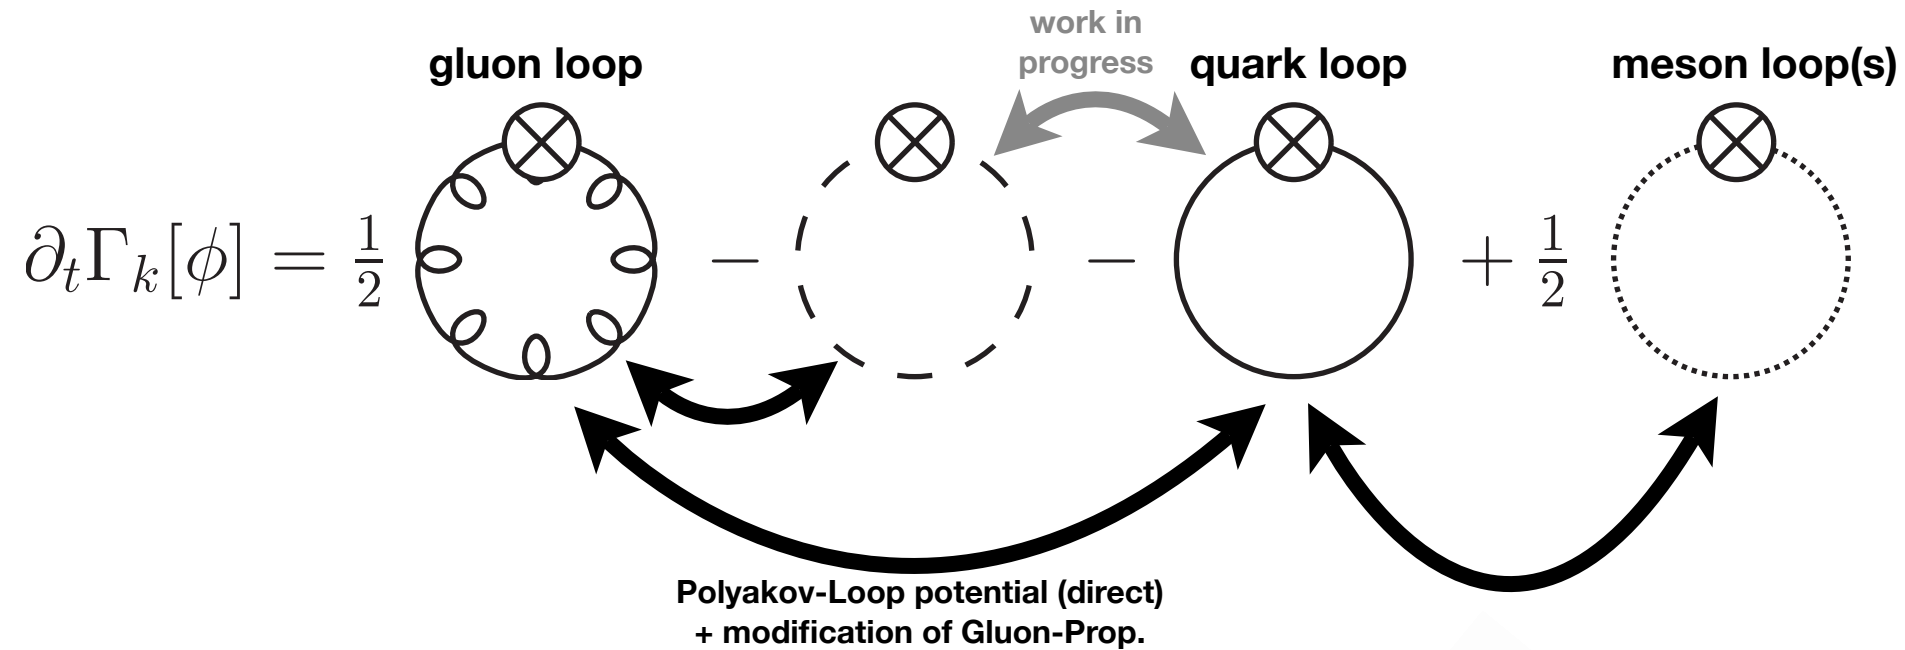 work in
progress
gluon loop
quark loop
meson loop(s)
∂ₜΓₖ[ϕ] = 1/2 − − + 1/2
Polyakov-Loop potential (direct)
+ modification of Gluon-Prop.